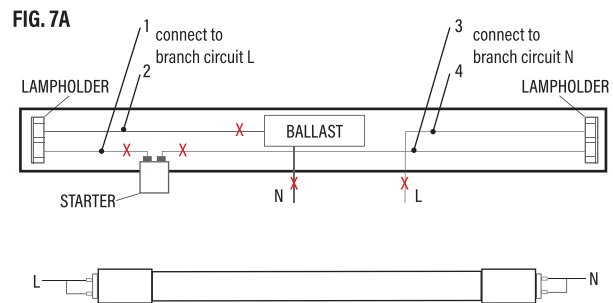 FIG. 7A
1 connect to
branch circuit L
2
3 connect to
branch circuit N
4
LAMPHOLDER
LAMPHOLDER
X
BALLAST
X X
STARTER
N X
X L
L
N